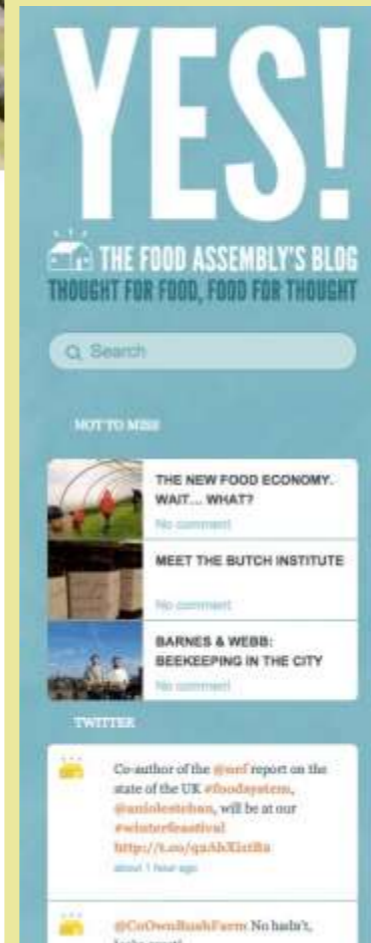 YES!
THE FOOD ASSEMBLY'S BLOG
THOUGHT FOR FOOD, FOOD FOR THOUGHT
Search
NOT TO MISS
THE NEW FOOD ECONOMY.
WAIT... WHAT?
No comment
MEET THE BUTCH INSTITUTE
No comment
BARNES & WEBB:
BEEKEEPING IN THE CITY
No comment
TWITTER
Co-author of the @nef report on the
state of the UK #foodsystem,
@aniolesteban, will be at our
#winterfeastival
about 1 hour ago
@CoOwnRushFarm No hadn't,